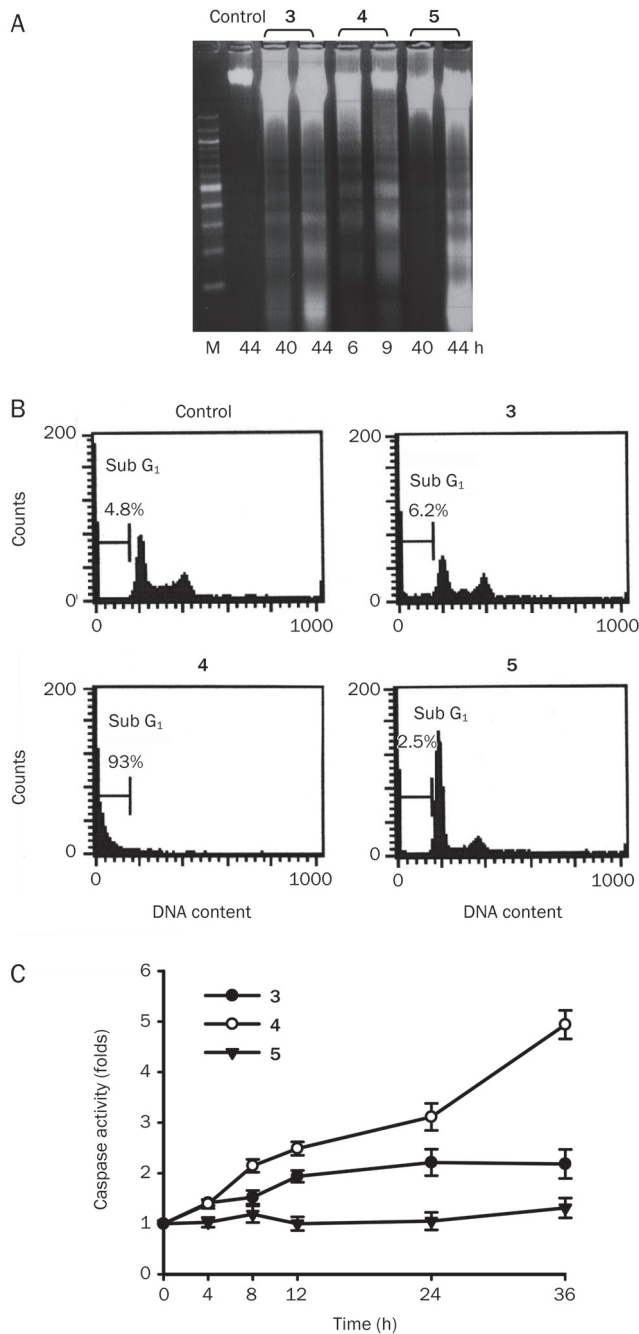 A
Control 3 4 5
M 44 40 44 6 9 40 44 h
B
Control
200
Counts
0
Sub G₁
4.8%
0 1000
3
200
0
Sub G₁
6.2%
0 1000
4
200
Counts
0
Sub G₁
93%
0 1000
DNA content
5
200
0
Sub G₁
2.5%
0 1000
DNA content
C
Caspase activity (folds)
6
5
4
3
2
1
0
3
4
5
0 4 8 12 24 36
Time (h)